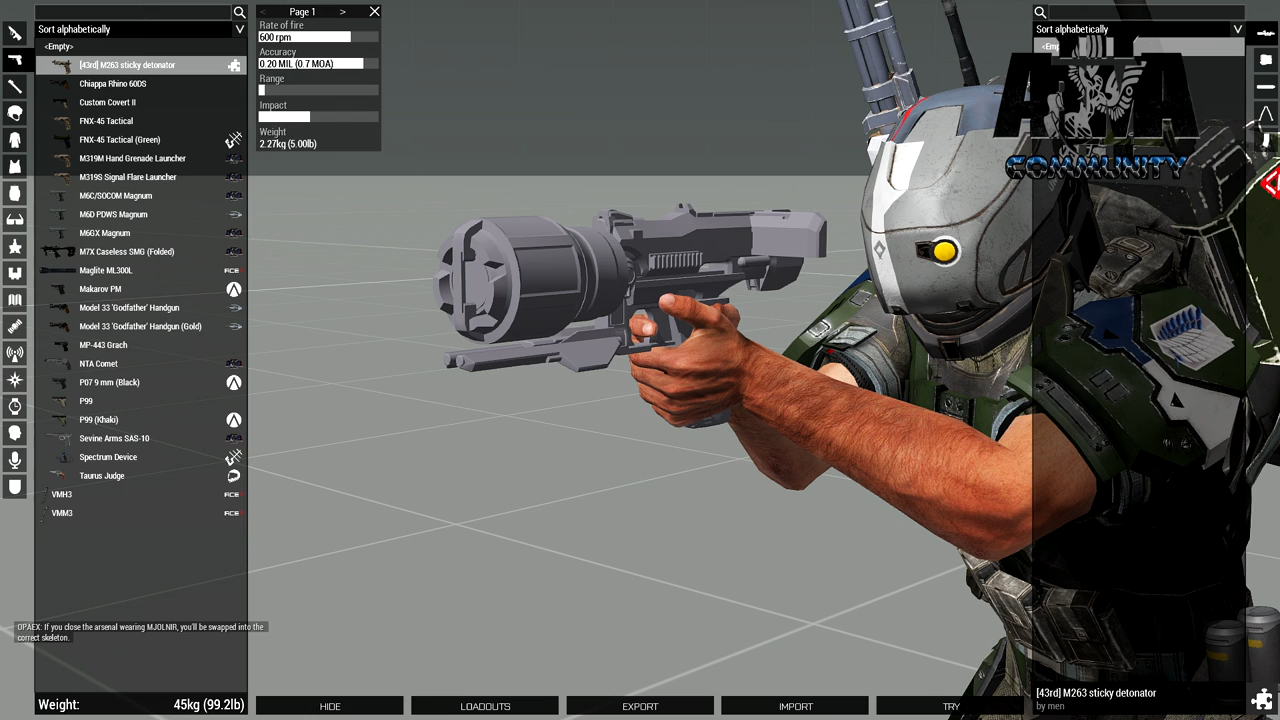 Sort alphabetically
<Empty>
[43rd] M263 sticky detonator
Chiappa Rhino 60DS
Custom Covert II
FNX-45 Tactical
FNX-45 Tactical (Green)
M319M Hand Grenade Launcher
M319S Signal Flare Launcher
M6C/SOCOM Magnum
M6D PDWS Magnum
M6GX Magnum
M7X Caseless SMG (Folded)
Maglite ML300L
ACE
Makarov PM
Model 33 'Godfather' Handgun
Model 33 'Godfather' Handgun (Gold)
MP-443 Grach
NTA Comet
P07 9 mm (Black)
P99
P99 (Khaki)
Sevine Arms SAS-10
Spectrum Device
Taurus Judge
VMH3
ACE
VMM3
ACE
OPAEX: If you close the arsenal wearing MJOLNIR, you'll be swapped into the
correct skeleton.
Weight:
45kg (99.2lb)
< Page 1 >
Rate of fire
600 rpm
Accuracy
0.20 MIL (0.7 MOA)
Range
Impact
Weight
2.27kg (5.00lb)
HIDE
LOADOUTS
EXPORT
IMPORT
TRY
Sort alphabetically
COMMUNITY
[43rd] M263 sticky detonator
by men